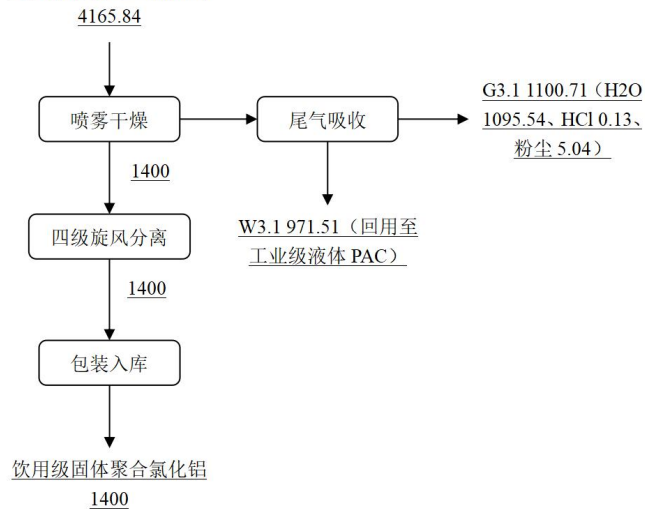 4165.84
喷雾干燥
尾气吸收
G3.1 1100.71（H2O
1095.54、HCl 0.13、
粉尘 5.04）
1400
四级旋风分离
W3.1 971.51（回用至
工业级液体 PAC）
1400
包装入库
饮用级固体聚合氯化铝
1400